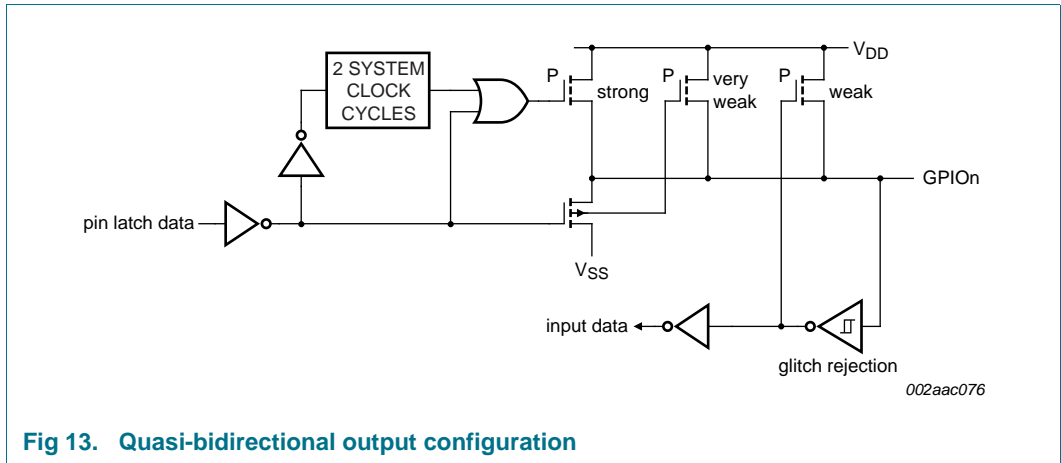 2 SYSTEM
CLOCK
CYCLES
P
strong
P
very
weak
P
weak
VDD
GPIOn
pin latch data
VSS
input data
glitch rejection
002aac076
Fig 13. Quasi-bidirectional output configuration